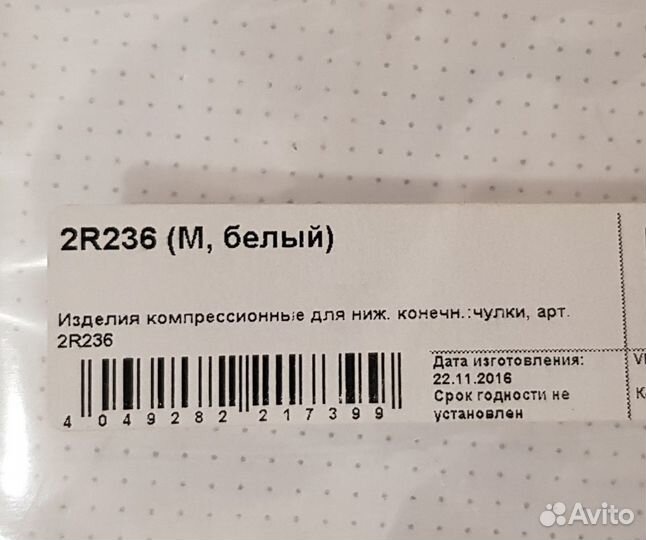 2R236 (М, белый)
Изделия компрессионные для ниж. конечн.:чулки, арт.
2R236
4 049282 217399
Дата изготовления:
22.11.2016
Срок годности не
установлен
Avito